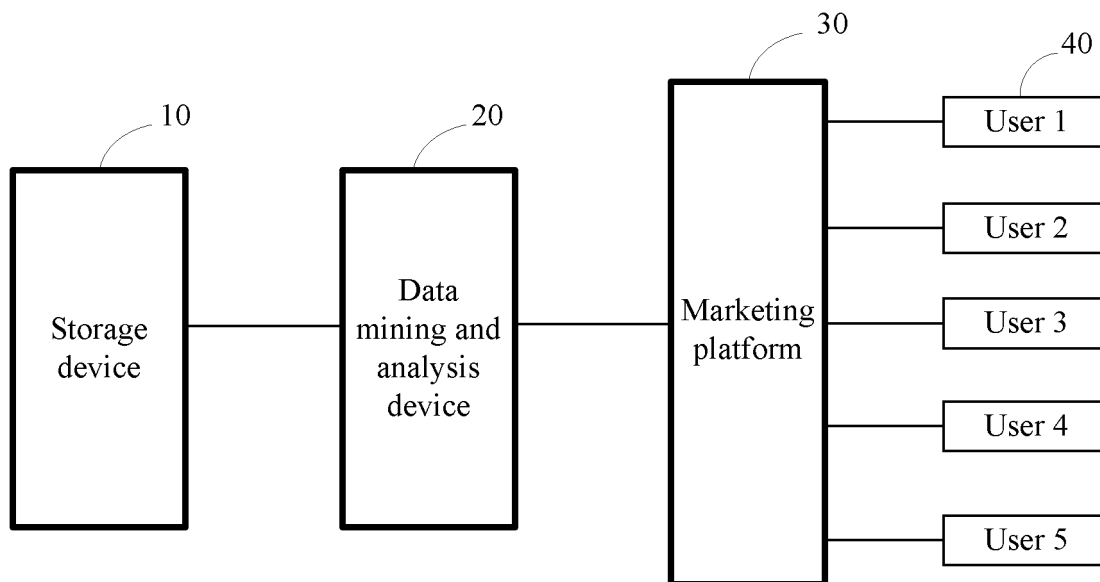 10
Storage
device
20
Data
mining and
analysis
device
30
Marketing
platform
40
User 1
User 2
User 3
User 4
User 5